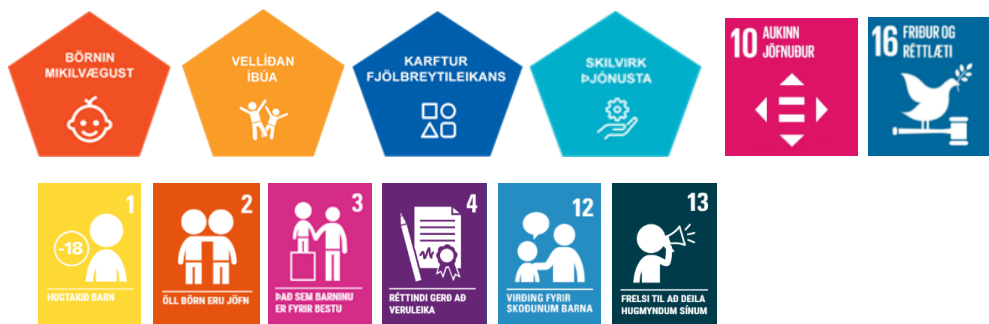 BÖRNIN
MIKILVÆGUST
VELLÍÐAN
ÍBÚA
KARFTUR
FJÖLBREYTILEIKANS
SKILVIRK
ÞJÓNUSTA
10 AUKINN
JÖFNUÐUR
16 FRIÐUR OG
RÉTTLÆTI
1
-18
HUGTAKIÐ BARN
2
ÖLL BÖRN ERU JÖFN
3
ÞAÐ SEM BARNINU
ER FYRIR BESTU
4
RÉTTINDI GERÐ AÐ
VERULEIKA
12
VIRÐING FYRIR
SKOÐUNUM BARNA
13
FRELSI TIL AÐ DEILA
HUGMYNDUM SÍNUM